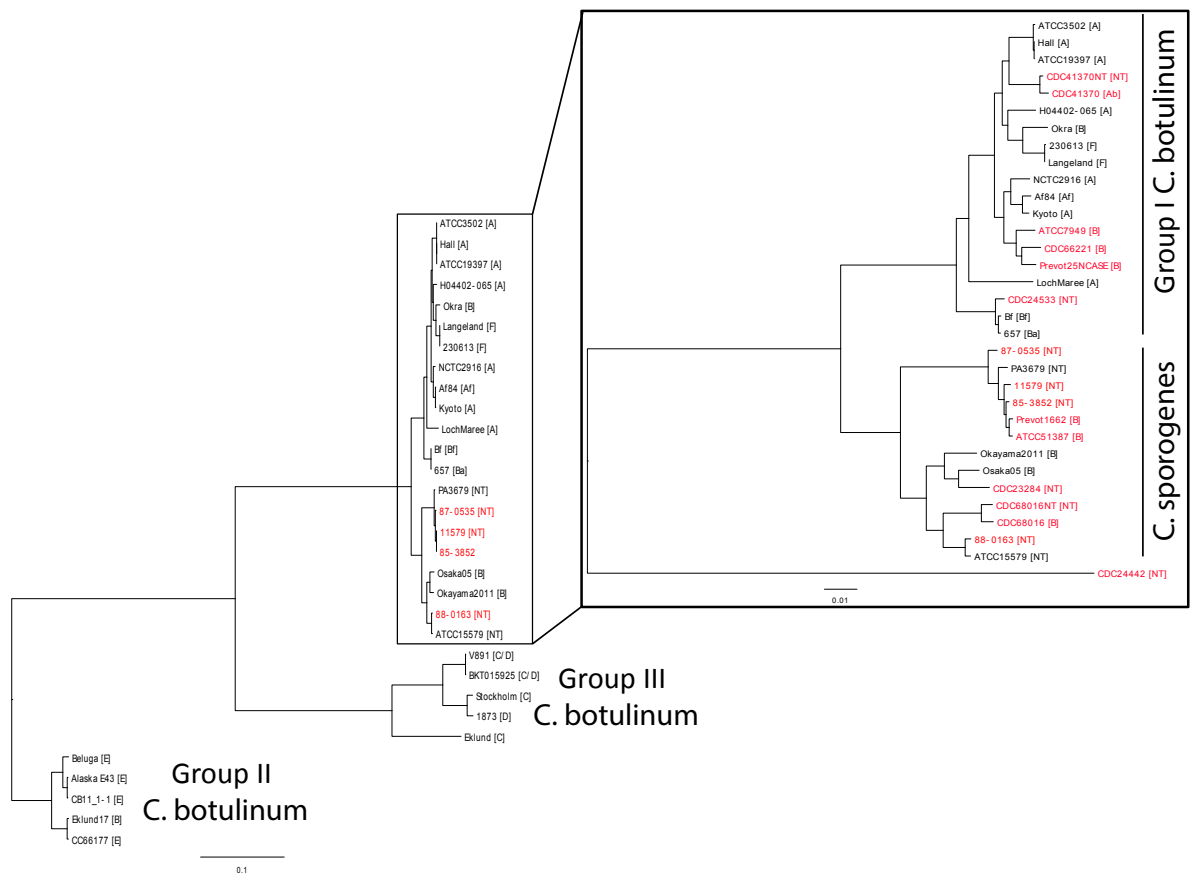 ATCC3502 [A]
Hall [A]
ATCC19397 [A]
CDC41370NT [NT]
CDC41370 [Ab]
H04402-065 [A]
Okra [B]
230613 [F]
Langeland [F]
NCTC2916 [A]
Af84 [Af]
Kyoto [A]
ATCC7949 [B]
CDC66221 [B]
Prevot25NCASE [B]
LochMaree [A]
CDC24533 [NT]
Bf [Bf]
657 [Ba]
Group I C. botulinum
87-0535 [NT]
PA3679 [NT]
11579 [NT]
85-3852 [NT]
Prevot1662 [B]
ATCC51387 [B]
Okayama2011 [B]
Osaka05 [B]
CDC23284 [NT]
CDC68016NT [NT]
CDC68016 [B]
88-0163 [NT]
ATCC15579 [NT]
C. sporogenes
CDC24442 [NT]
0.01
ATCC3502 [A]
Hall [A]
ATCC19397 [A]
H04402-065 [A]
Okra [B]
Langeland [F]
230613 [F]
NCTC2916 [A]
Af84 [Af]
Kyoto [A]
LochMaree [A]
Bf [Bf]
657 [Ba]
PA3679 [NT]
87-0535 [NT]
11579 [NT]
85-3852
Osaka05 [B]
Okayama2011 [B]
88-0163 [NT]
ATCC15579 [NT]
V891 [C/D]
BKT015925 [C/D]
Stockholm [C]
1873 [D]
Eklund [C]
Group III
C. botulinum
Beluga [E]
Alaska E43 [E]
CB11_1-1 [E]
Eklund17 [B]
CC66177 [E]
Group II
C. botulinum
0.1